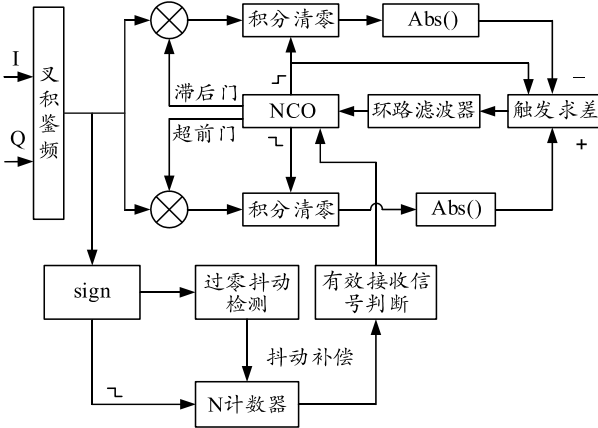 积分清零
Abs()
I
叉积鉴频
滞后门
−
NCO
环路滤波器
触发求差
Q
超前门
+
积分清零
Abs()
sign
过零抖动
检测
有效接收信
号判断
抖动补偿
N计数器